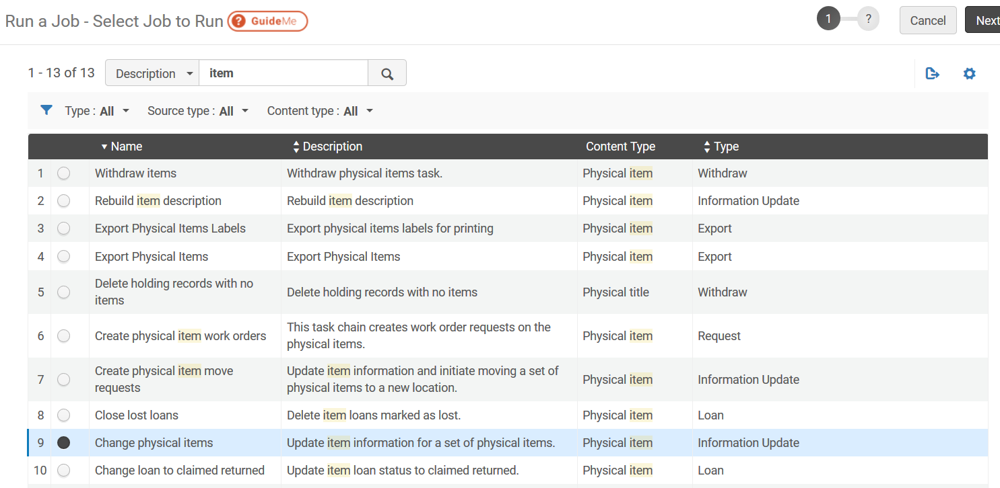 Run a Job - Select Job to Run ? GuideMe 1 ? Cancel Next
1 - 13 of 13 Description item
Type : All Source type : All Content type : All
Name Description Content Type Type
1 Withdraw items Withdraw physical items task. Physical item Withdraw
2 Rebuild item description Rebuild item description Physical item Information Update
3 Export Physical Items Labels Export physical items labels for printing Physical item Export
4 Export Physical Items Export Physical Items Physical item Export
5 Delete holding records with no
items Delete holding records with no items Physical title Withdraw
6 Create physical item work orders This task chain creates work order requests on the
physical items. Physical item Request
7 Create physical item move
requests Update item information and initiate moving a set of
physical items to a new location. Physical item Information Update
8 Close lost loans Delete item loans marked as lost. Physical item Loan
9 Change physical items Update item information for a set of physical items. Physical item Information Update
10 Change loan to claimed returned Update item loan status to claimed returned. Physical item Loan